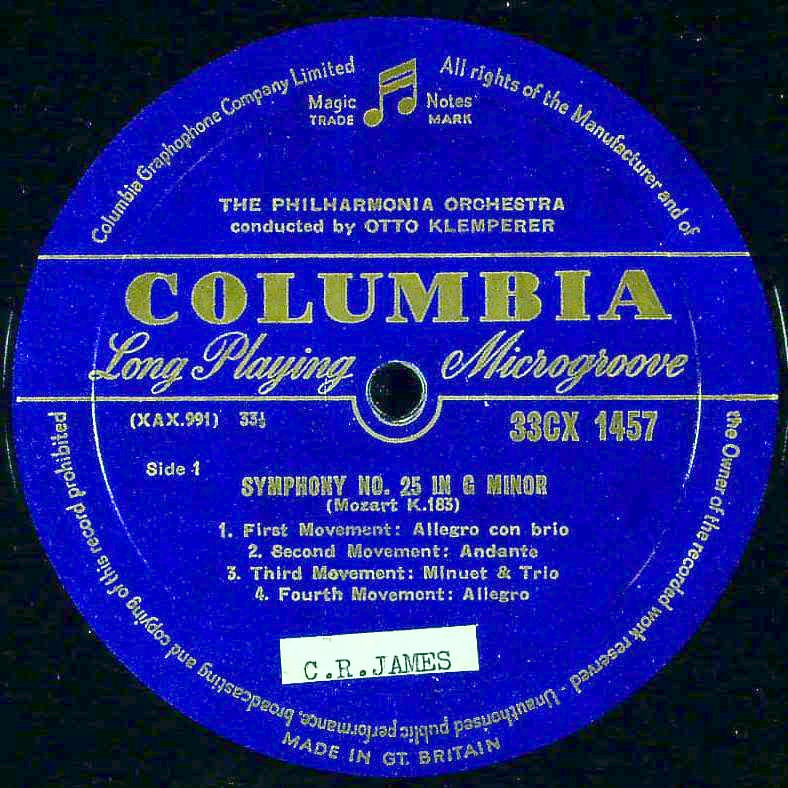 Columbia Graphophone Company Limited
All rights of the Manufacturer and of
the Owner of the recorded work reserved - Unauthorised public performance, broadcasting and copying of this record prohibited
Magic Notes
TRADE MARK
THE PHILHARMONIA ORCHESTRA
conducted by OTTO KLEMPERER
COLUMBIA
Long Playing Microgroove
(XAX.991) 33⅓
33CX 1457
Side 1
SYMPHONY NO. 25 IN G MINOR
(Mozart K.183)
1. First Movement: Allegro con brio
2. Second Movement: Andante
3. Third Movement: Minuet & Trio
4. Fourth Movement: Allegro
C.R.JAMES
MADE IN GT. BRITAIN